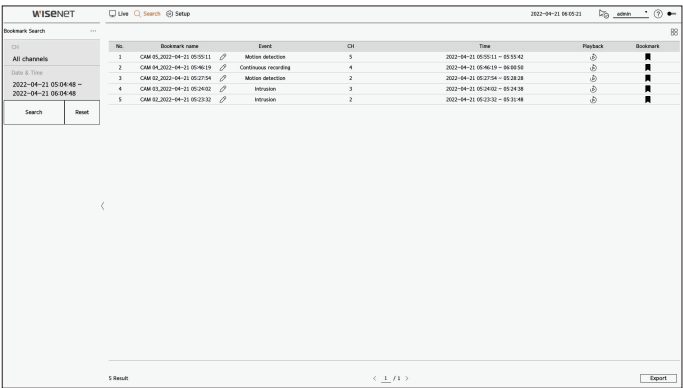 WISENET
Live Search Setup
2022-04-21 06:05:21 admin
Bookmark Search ...
CH
All channels
Date & Time
2022-04-21 05:04:48 ~
2022-04-21 06:04:48
Search Reset
No. Bookmark name Event CH Time Playback Bookmark
1 CAM 05_2022-04-21 05:55:11 Motion detection 5 2022-04-21 05:55:11 ~ 05:55:42
2 CAM 04_2022-04-21 05:46:19 Continuous recording 4 2022-04-21 05:46:19 ~ 06:00:50
3 CAM 02_2022-04-21 05:27:54 Motion detection 2 2022-04-21 05:27:54 ~ 05:28:28
4 CAM 03_2022-04-21 05:24:02 Intrusion 3 2022-04-21 05:24:02 ~ 05:24:38
5 CAM 02_2022-04-21 05:23:32 Intrusion 2 2022-04-21 05:23:32 ~ 05:31:48
5 Result
< 1 / 1 >
Export